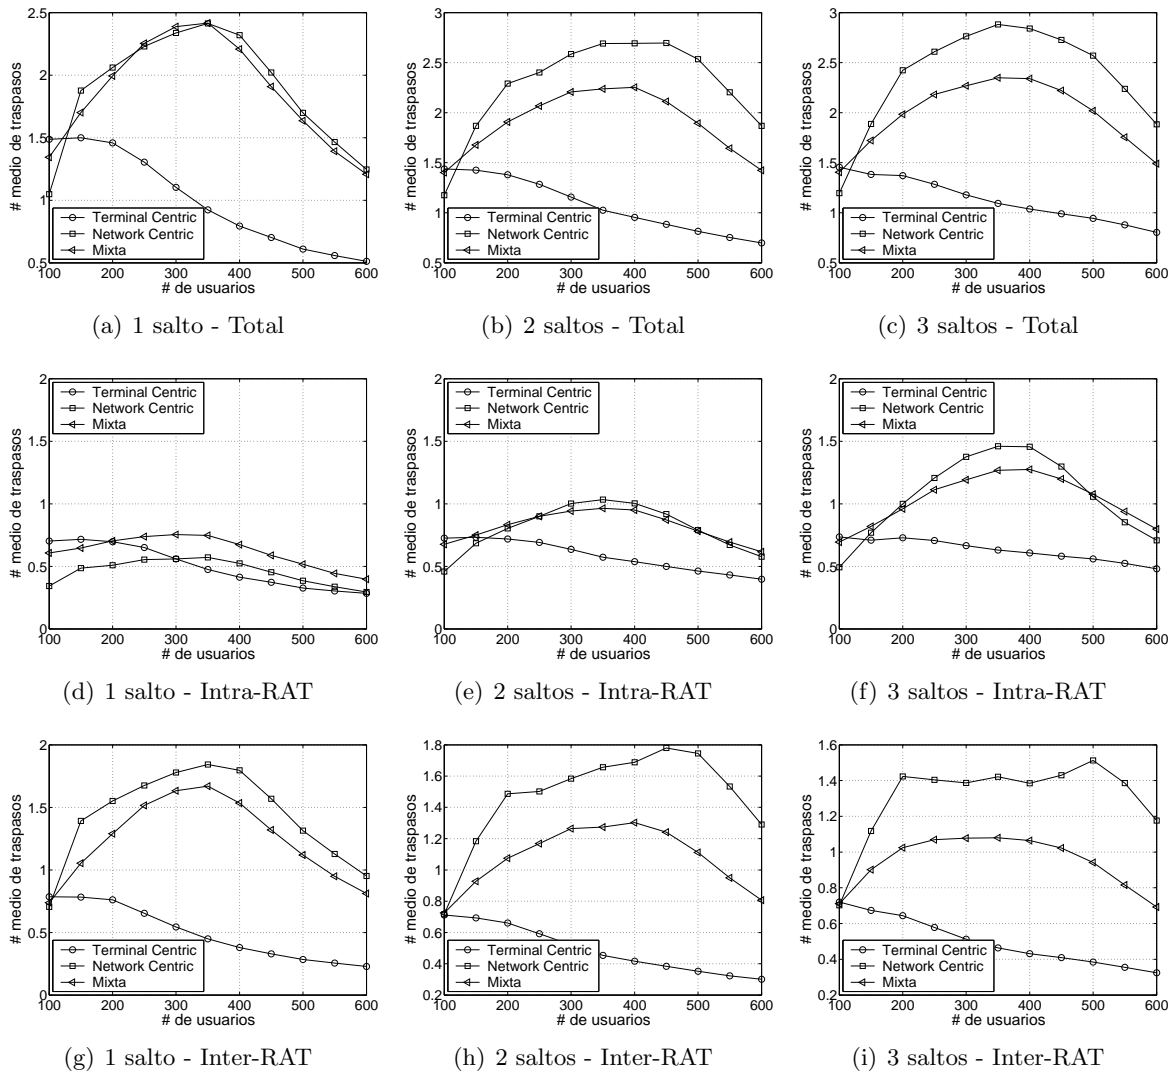 2.5
2
1.5
1
0.5
100 200 300 400 500 600
# medio de traspasos
# de usuarios
Terminal Centric
Network Centric
Mixta
(a) 1 salto - Total
3
2.5
2
1.5
1
0.5
100 200 300 400 500 600
# medio de traspasos
# de usuarios
Terminal Centric
Network Centric
Mixta
(b) 2 saltos - Total
3
2.5
2
1.5
1
0.5
100 200 300 400 500 600
# medio de traspasos
# de usuarios
Terminal Centric
Network Centric
Mixta
(c) 3 saltos - Total
2
1.5
1
0.5
0
100 200 300 400 500 600
# medio de traspasos
# de usuarios
Terminal Centric
Network Centric
Mixta
(d) 1 salto - Intra-RAT
2
1.5
1
0.5
0
100 200 300 400 500 600
# medio de traspasos
# de usuarios
Terminal Centric
Network Centric
Mixta
(e) 2 saltos - Intra-RAT
2
1.5
1
0.5
0
100 200 300 400 500 600
# medio de traspasos
# de usuarios
Terminal Centric
Network Centric
Mixta
(f) 3 saltos - Intra-RAT
2
1.5
1
0.5
0
100 200 300 400 500 600
# medio de traspasos
# de usuarios
Terminal Centric
Network Centric
Mixta
(g) 1 salto - Inter-RAT
1.8
1.6
1.4
1.2
1
0.8
0.6
0.4
0.2
100 200 300 400 500 600
# medio de traspasos
# de usuarios
Terminal Centric
Network Centric
Mixta
(h) 2 saltos - Inter-RAT
1.6
1.4
1.2
1
0.8
0.6
0.4
0.2
100 200 300 400 500 600
# medio de traspasos
# de usuarios
Terminal Centric
Network Centric
Mixta
(i) 3 saltos - Inter-RAT